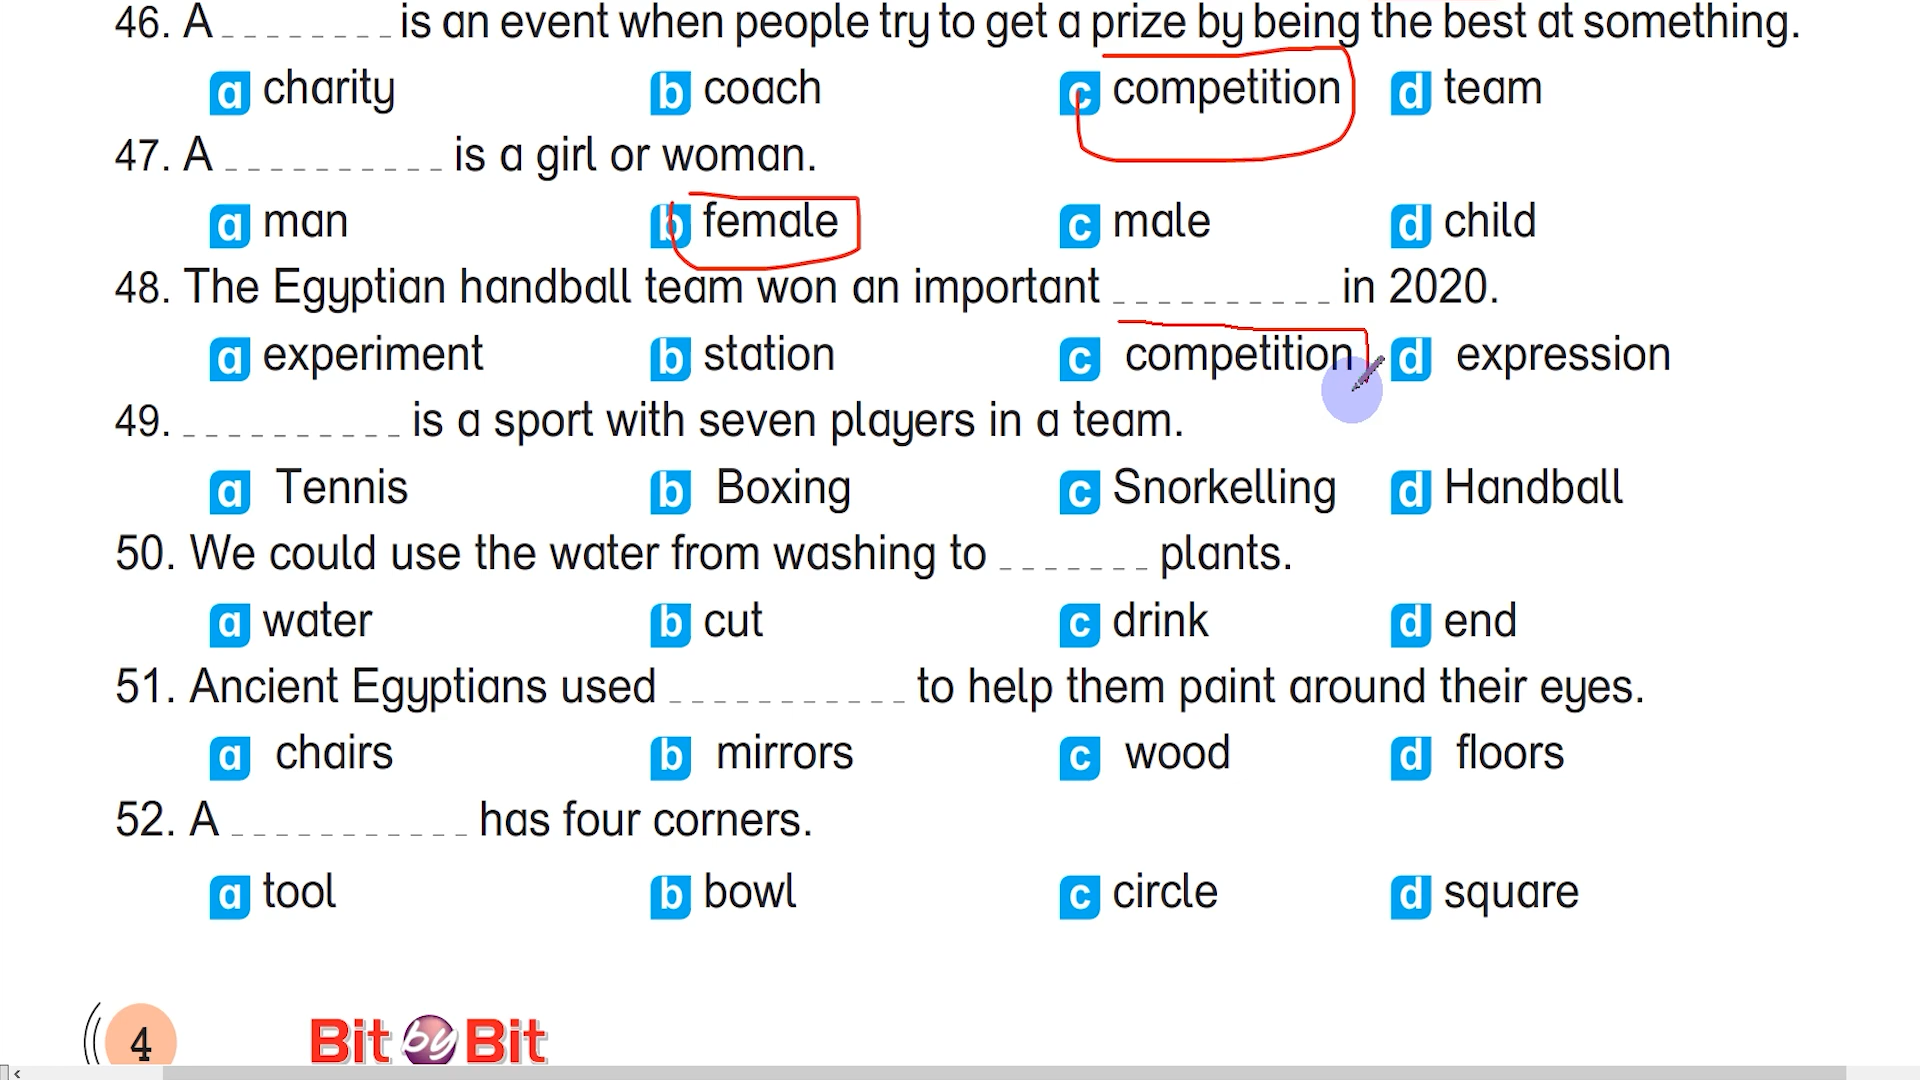 46. A ________ is an event when people try to get a prize by being the best at something.
a charity b coach c competition d team
47. A __________ is a girl or woman.
a man b female c male d child
48. The Egyptian handball team won an important __________ in 2020.
a experiment b station c competition d expression
49. __________ is a sport with seven players in a team.
a Tennis b Boxing c Snorkelling d Handball
50. We could use the water from washing to _______ plants.
a water b cut c drink d end
51. Ancient Egyptians used ___________ to help them paint around their eyes.
a chairs b mirrors c wood d floors
52. A ___________ has four corners.
a tool b bowl c circle d square
4 Bit by Bit